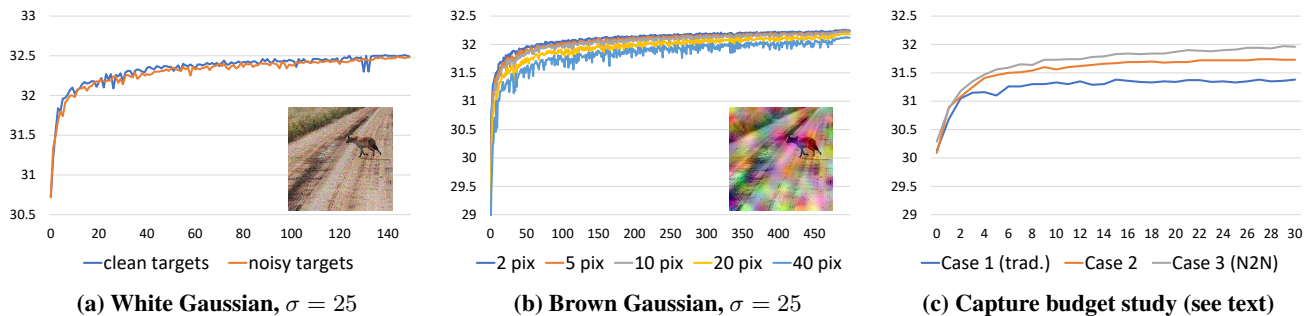 33
32.5
32
31.5
31
30.5
0 20 40 60 80 100 120 140
clean targets noisy targets
(a) White Gaussian, σ = 25
32.5
32
31.5
31
30.5
30
29.5
29
0 50 100 150 200 250 300 350 400 450
2 pix 5 pix 10 pix 20 pix 40 pix
(b) Brown Gaussian, σ = 25
32.5
32
31.5
31
30.5
30
29.5
29
0 2 4 6 8 10 12 14 16 18 20 22 24 26 28 30
Case 1 (trad.) Case 2 Case 3 (N2N)
(c) Capture budget study (see text)